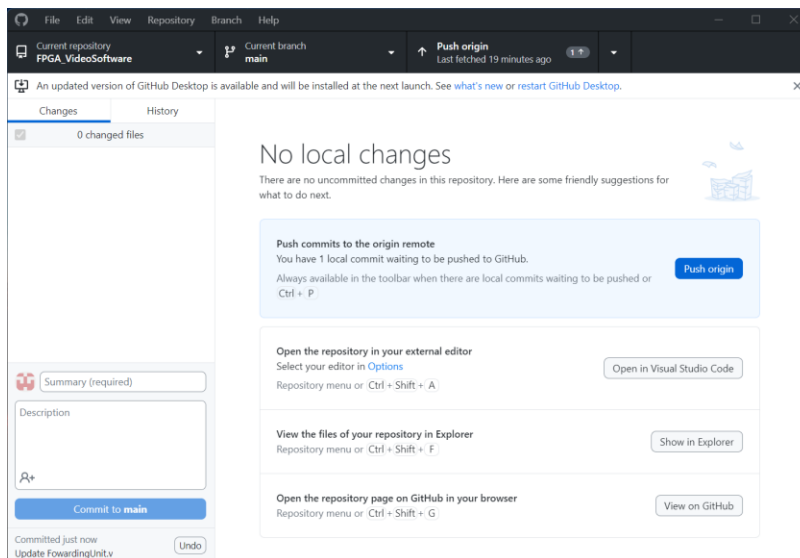 File Edit View Repository Branch Help
Current repository
FPGA_VideoSoftware
Current branch
main
Push origin
Last fetched 19 minutes ago
1
An updated version of GitHub Desktop is available and will be installed at the next launch. See what's new or restart GitHub Desktop.
Changes
History
0 changed files
No local changes
There are no uncommitted changes in this repository. Here are some friendly suggestions for
what to do next.
Push commits to the origin remote
You have 1 local commit waiting to be pushed to GitHub.
Always available in the toolbar when there are local commits waiting to be pushed or
Ctrl + P
Push origin
Open the repository in your external editor
Select your editor in Options
Repository menu or Ctrl + Shift + A
Open in Visual Studio Code
View the files of your repository in Explorer
Repository menu or Ctrl + Shift + F
Show in Explorer
Open the repository page on GitHub in your browser
Repository menu or Ctrl + Shift + G
View on GitHub
Summary (required)
Description
Commit to main
Committed just now
Update FowardingUnit.v
Undo